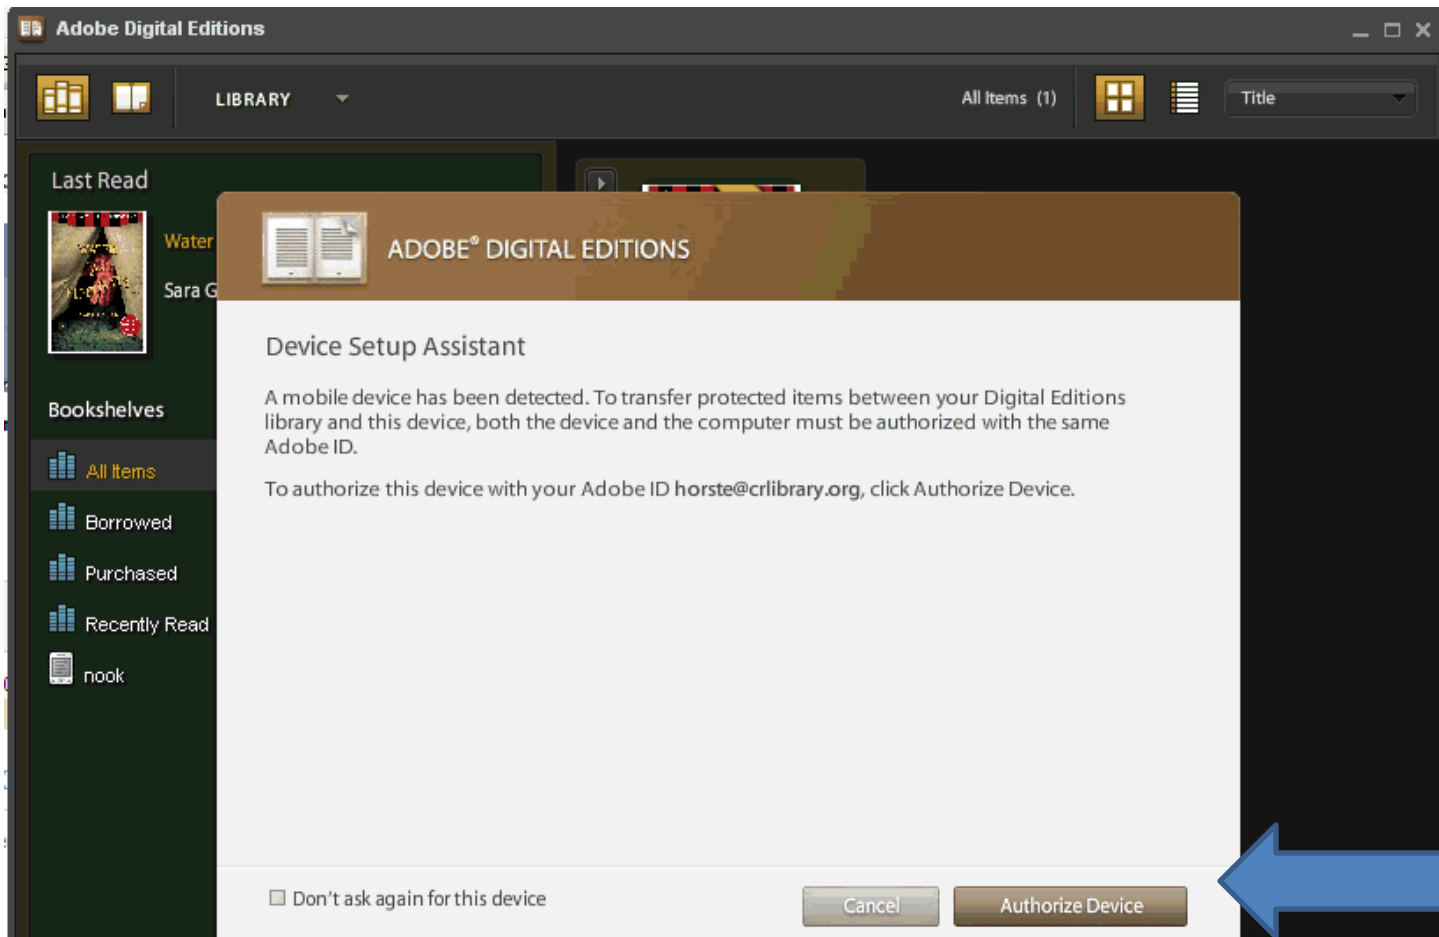 Adobe Digital Editions
LIBRARY
All Items (1)
Title
Last Read
Water
Sara G
Bookshelves
All Items
Borrowed
Purchased
Recently Read
nook
ADOBE® DIGITAL EDITIONS
Device Setup Assistant
A mobile device has been detected. To transfer protected items between your Digital Editions
library and this device, both the device and the computer must be authorized with the same
Adobe ID.
To authorize this device with your Adobe ID horste@crlibrary.org, click Authorize Device.
Don't ask again for this device
Cancel
Authorize Device